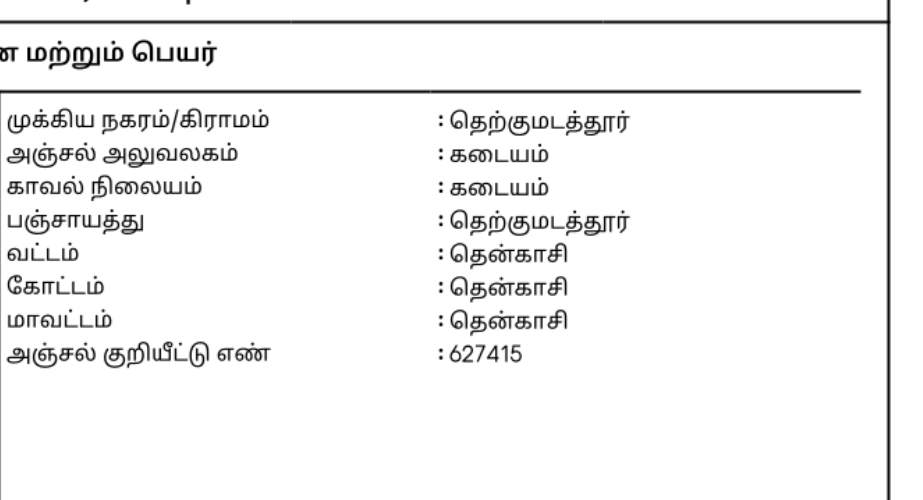 மற்றும் பெயர்
முக்கிய நகரம்/கிராமம் : தெற்குமடத்தூர்
அஞ்சல் அலுவலகம் : கடையம்
காவல் நிலையம் : கடையம்
பஞ்சாயத்து : தெற்குமடத்தூர்
வட்டம் : தென்காசி
கோட்டம் : தென்காசி
மாவட்டம் : தென்காசி
அஞ்சல் குறியீட்டு எண் : 627415